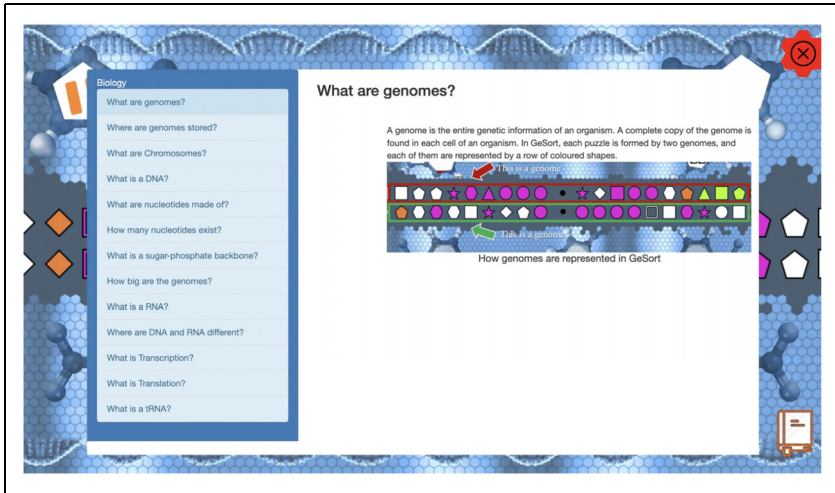 Biology
What are genomes?
Where are genomes stored?
What are Chromosomes?
What is a DNA?
What are nucleotides made of?
How many nucleotides exist?
What is a sugar-phosphate backbone?
How big are the genomes?
What is a RNA?
Where are DNA and RNA different?
What is Transcription?
What is Translation?
What is a tRNA?
What are genomes?
A genome is the entire genetic information of an organism. A complete copy of the genome is
found in each cell of an organism. In GeSort, each puzzle is formed by two genomes, and
each of them are represented by a row of coloured shapes.
This is a genome
This is a genome
How genomes are represented in GeSort